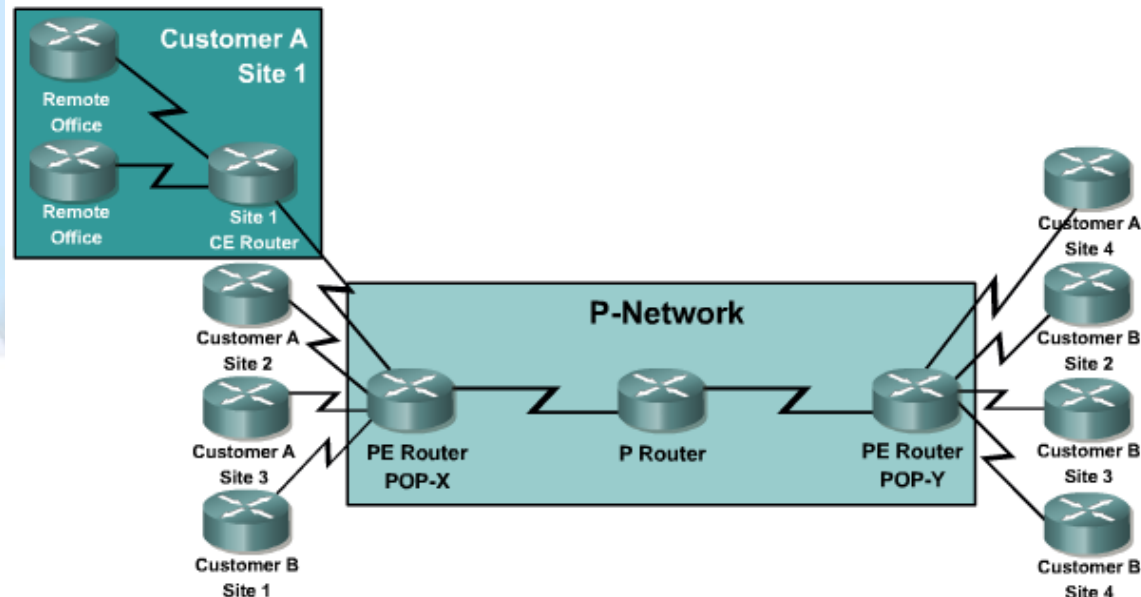 Customer A
Site 1
Remote
Office
Remote
Office
Site 1
CE Router
Customer A
Site 2
Customer A
Site 3
Customer B
Site 1
P-Network
PE Router
POP-X
P Router
PE Router
POP-Y
Customer A
Site 4
Customer B
Site 2
Customer B
Site 3
Customer B
Site 4